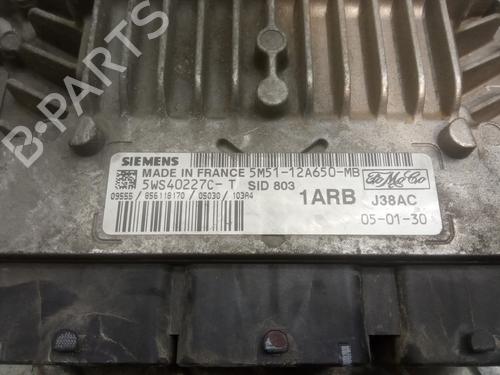 B-PARTS
SIEMENS
MADE IN FRANCE 5M51-12A650-MB
5WS40227C-T SID 803
09555 / 856118170 / 05030 / 103A4
1ARB
FoMoCo
J38AC
05-01-30